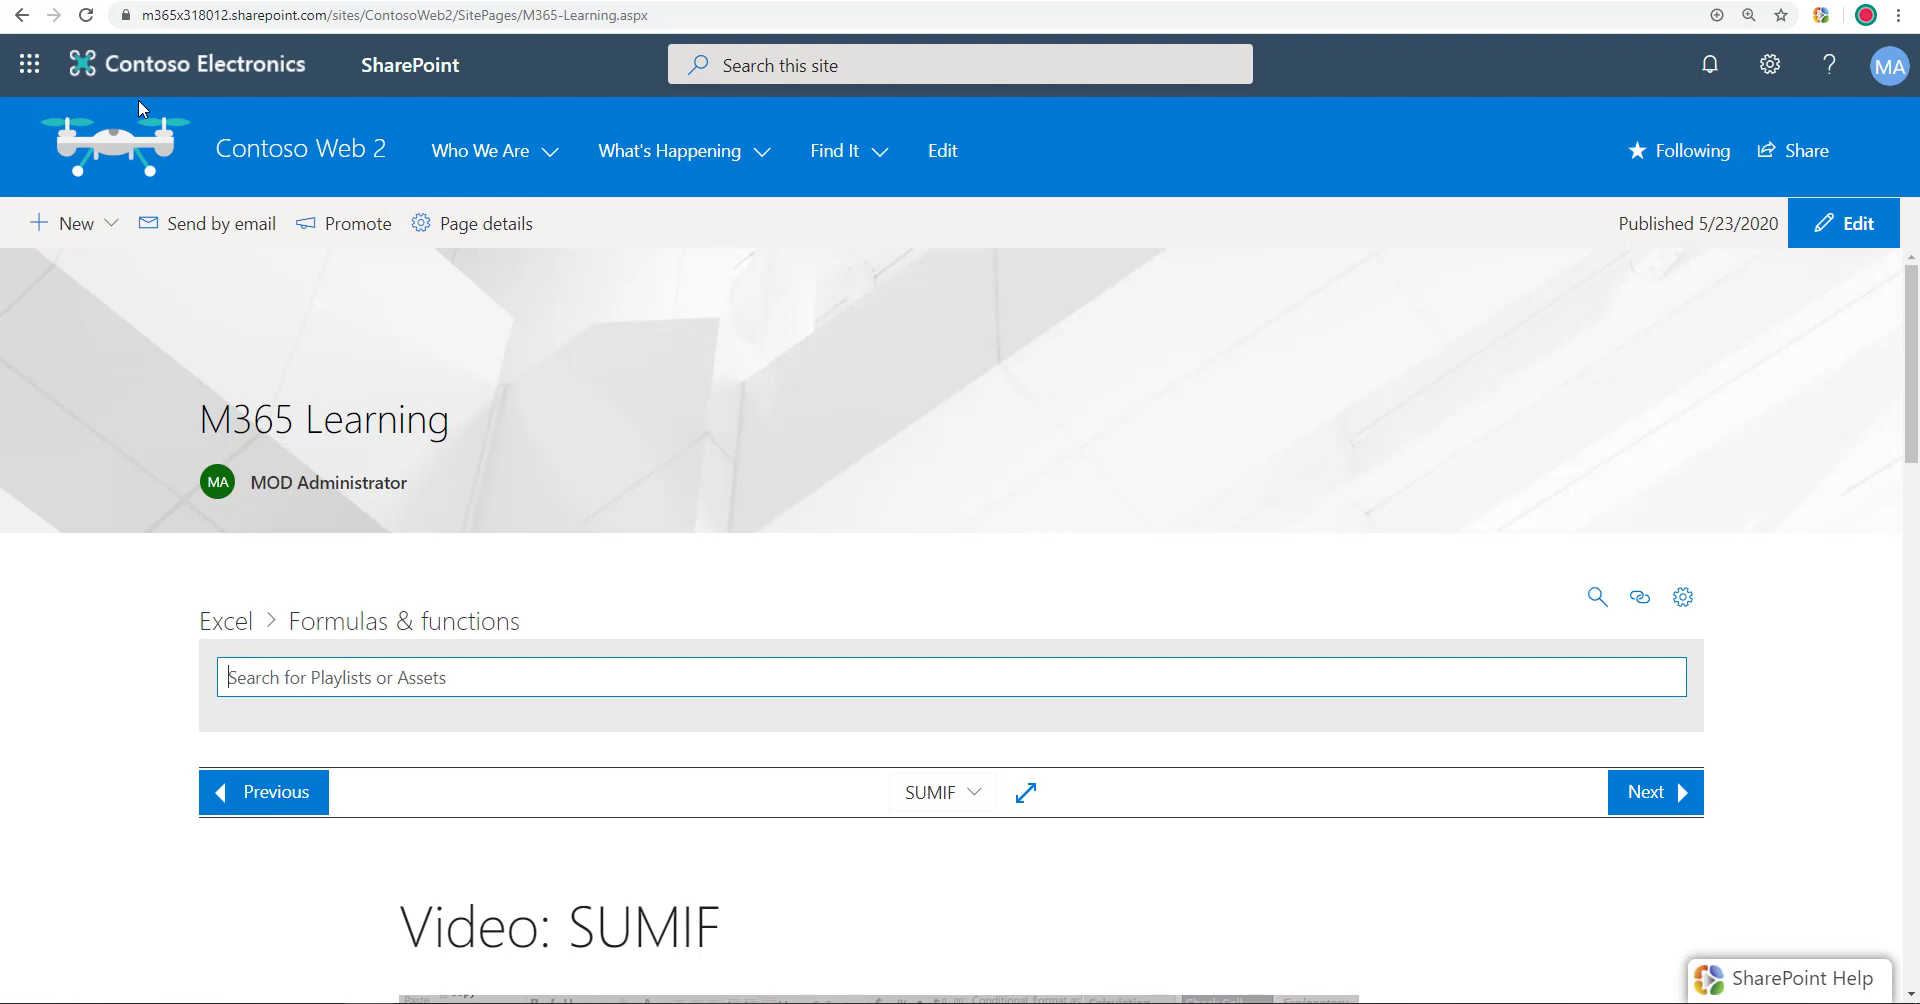 m365x318012.sharepoint.com/sites/ContosoWeb2/SitePages/M365-Learning.aspx
Contoso Electronics SharePoint Search this site ? MA
Contoso Web 2 Who We Are What's Happening Find It Edit Following Share
New Send by email Promote Page details Published 5/23/2020 Edit
M365 Learning
MA MOD Administrator
Excel > Formulas & functions
Search for Playlists or Assets
Previous SUMIF Next
Video: SUMIF
SharePoint Help